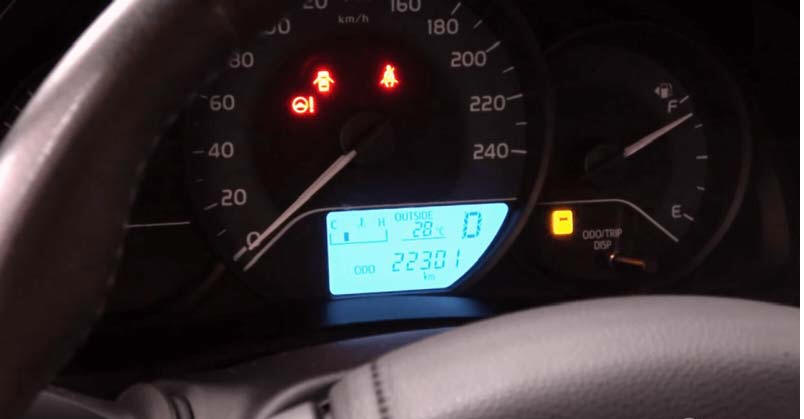 20
160
km/h
180
80
200
60
220
40
240
20
0
F
E
C
H
OUTSIDE
28 °C
D
ODO 22301
km
ODO/TRIP
DISP